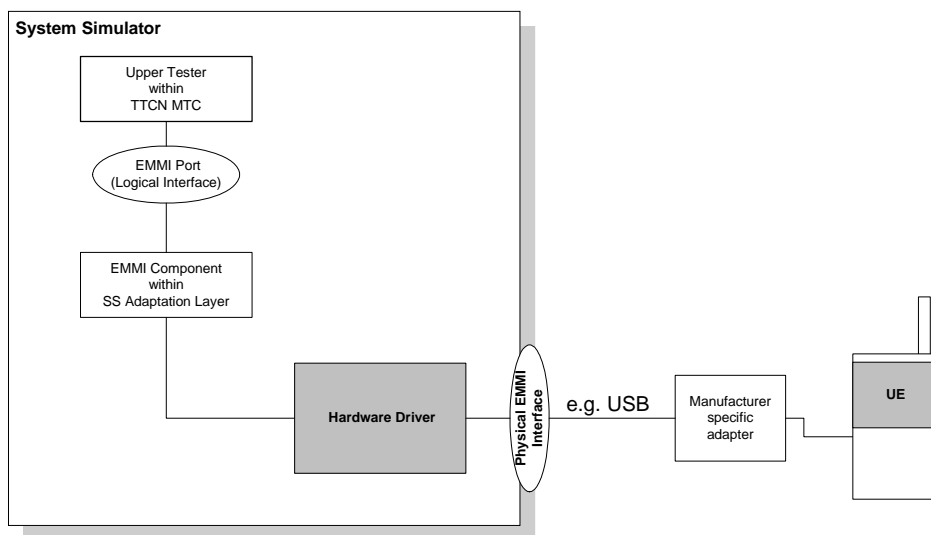 System Simulator
Upper Tester
within
TTCN MTC
EMMI Port
(Logical Interface)
EMMI Component
within
SS Adaptation Layer
Hardware Driver
Physical EMMI
Interface
e.g. USB
Manufacturer
specific
adapter
UE